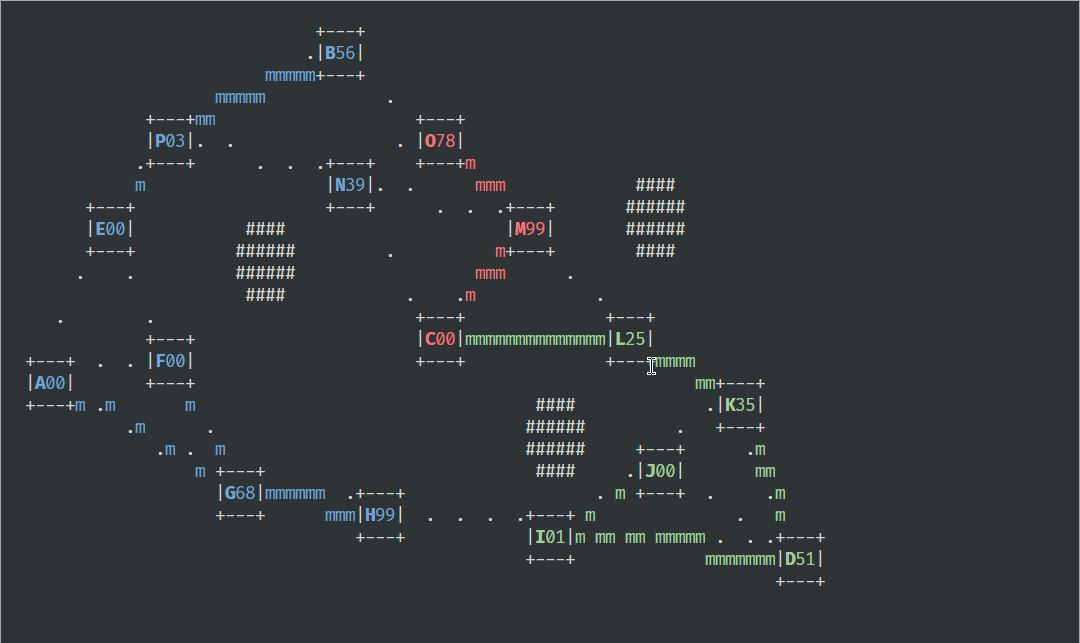 +---+
.|B56|
mmmmm+---+
mmmmm .
+---+mm +---+
|P03|. . . |O78|
.+---+ . . .+---+ +---+m
m |N39|. . mmm ####
+---+ +---+ . . .+---+ ######
|E00| #### |M99| ######
+---+ ###### . m+---+ ####
. . ###### mmm .
#### . .m .
. . +---+ +---+
+---+ |C00|mmmmmmmmmmmmmm|L25|
+---+ . . |F00| +---+ +---+mmmm
|A00| +---+ mm+---+
+---+m .m m #### .|K35|
.m . ###### . +---+
.m . m ###### +---+ .m
m +---+ #### .|J00| mm
|G68|mmmmmm .+---+ . m +---+ . .m
+---+ mmm|H99| . . . .+---+ m . m
+---+ |I01|m mm mm mmmmm . . .+---+
+---+ mmmmmmm|D51|
+---+